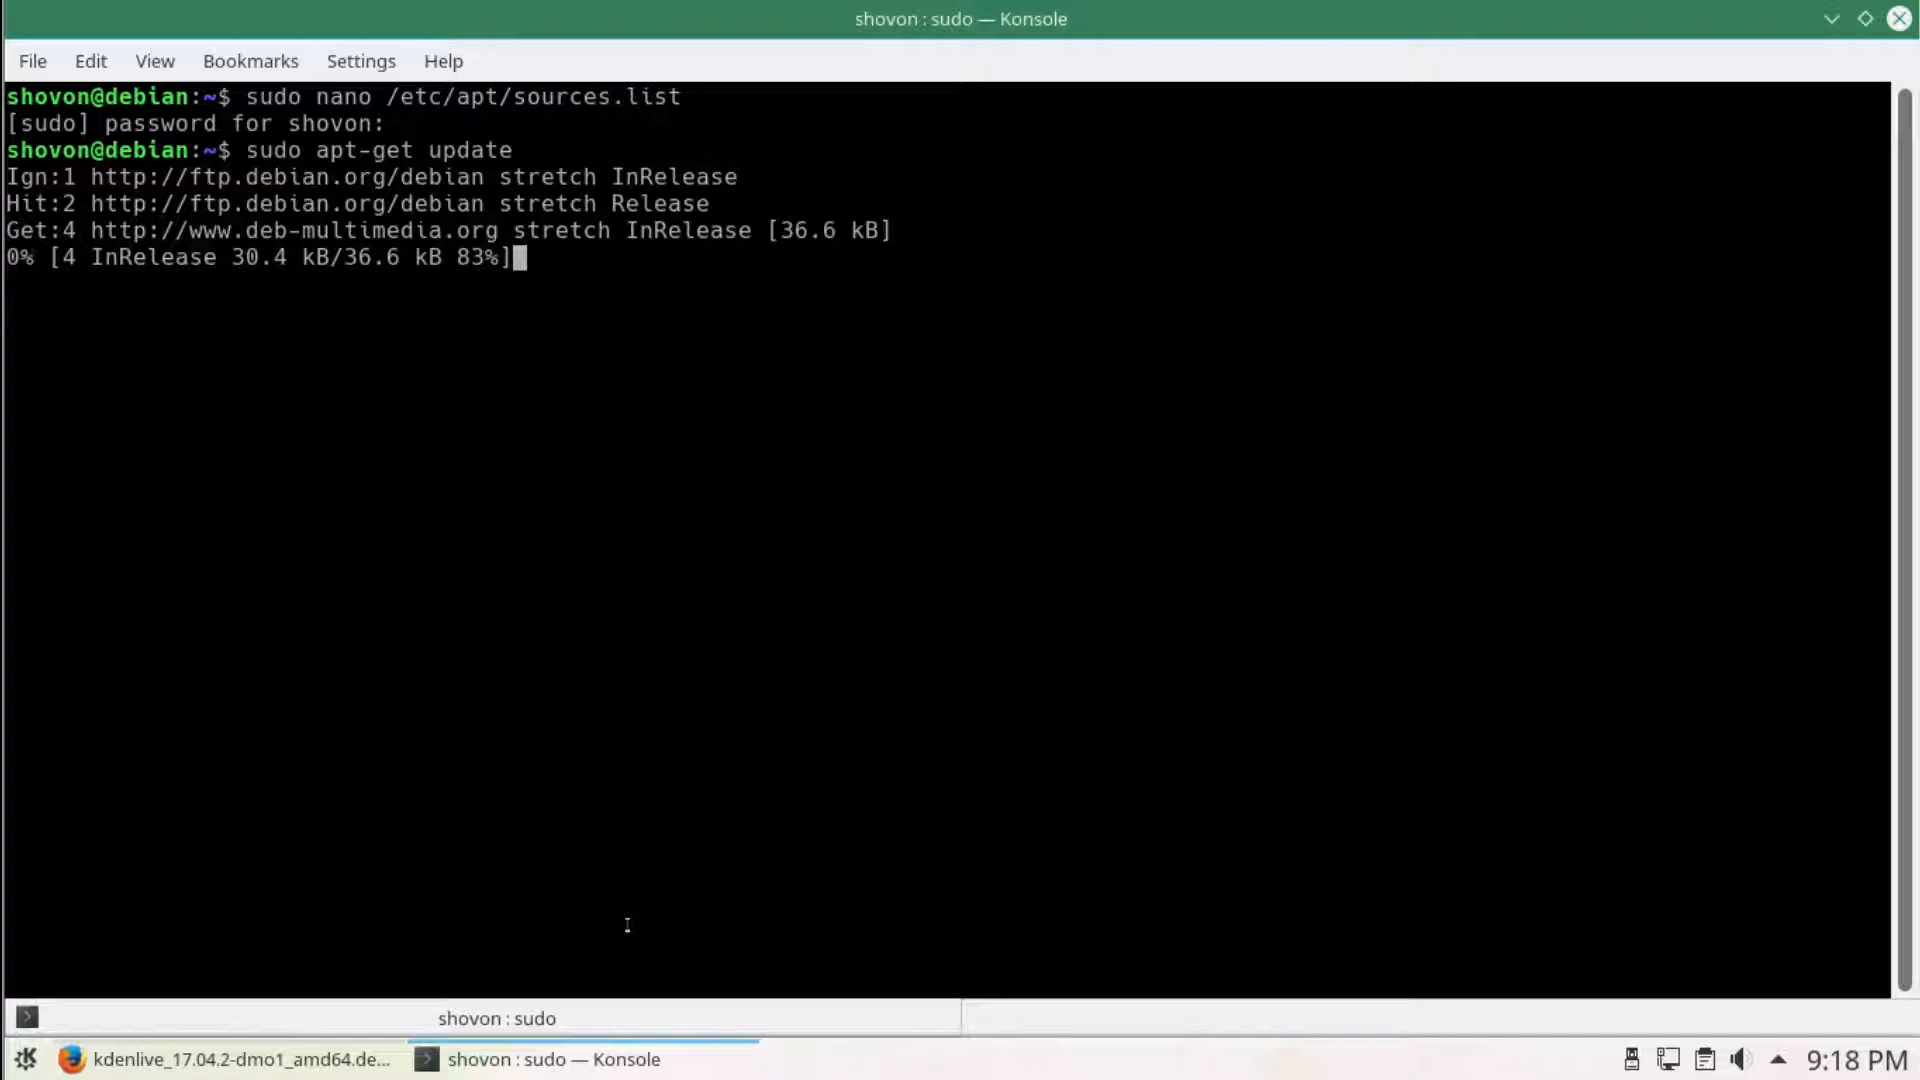 shovon : sudo — Konsole
File Edit View Bookmarks Settings Help
shovon@debian:~$ sudo nano /etc/apt/sources.list
[sudo] password for shovon:
shovon@debian:~$ sudo apt-get update
Ign:1 http://ftp.debian.org/debian stretch InRelease
Hit:2 http://ftp.debian.org/debian stretch Release
Get:4 http://www.deb-multimedia.org stretch InRelease [36.6 kB]
0% [4 InRelease 30.4 kB/36.6 kB 83%]
shovon : sudo
kdenlive_17.04.2-dmo1_amd64.de... shovon : sudo — Konsole 9:18 PM